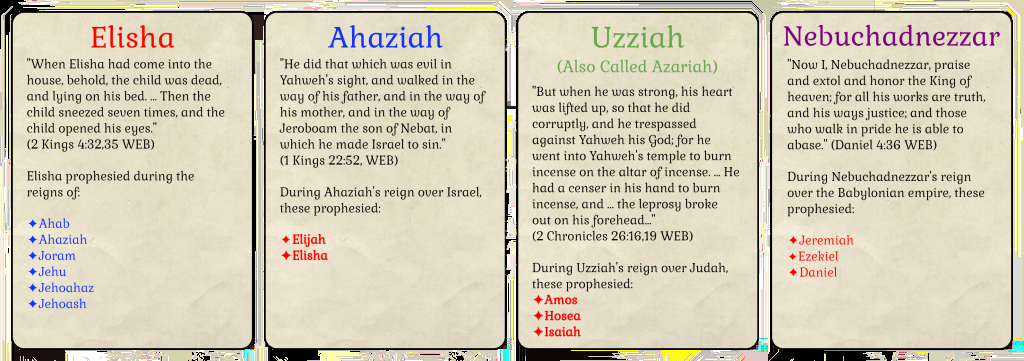 Elisha
"When Elisha had come into the
house, behold, the child was dead,
and lying on his bed. ... Then the
child sneezed seven times, and the
child opened his eyes."
(2 Kings 4:32,35 WEB)
Elisha prophesied during the
reigns of:
✦Ahab
✦Ahaziah
✦Joram
✦Jehu
✦Jehoahaz
✦Jehoash
Ahaziah
"He did that which was evil in
Yahweh's sight, and walked in the
way of his father, and in the way of
his mother, and in the way of
Jeroboam the son of Nebat, in
which he made Israel to sin."
(1 Kings 22:52, WEB)
During Ahaziah's reign over Israel,
these prophesied:
✦Elijah
✦Elisha
Uzziah
(Also Called Azariah)
"But when he was strong, his heart
was lifted up, so that he did
corruptly, and he trespassed
against Yahweh his God; for he
went into Yahweh's temple to burn
incense on the altar of incense. ... He
had a censer in his hand to burn
incense, and ... the leprosy broke
out on his forehead..."
(2 Chronicles 26:16,19 WEB)
During Uzziah's reign over Judah,
these prophesied:
✦Amos
✦Hosea
✦Isaiah
Nebuchadnezzar
"Now I, Nebuchadnezzar, praise
and extol and honor the King of
heaven; for all his works are truth,
and his ways justice; and those
who walk in pride he is able to
abase." (Daniel 4:36 WEB)
During Nebuchadnezzar's reign
over the Babylonian empire, these
prophesied:
✦Jeremiah
✦Ezekiel
✦Daniel